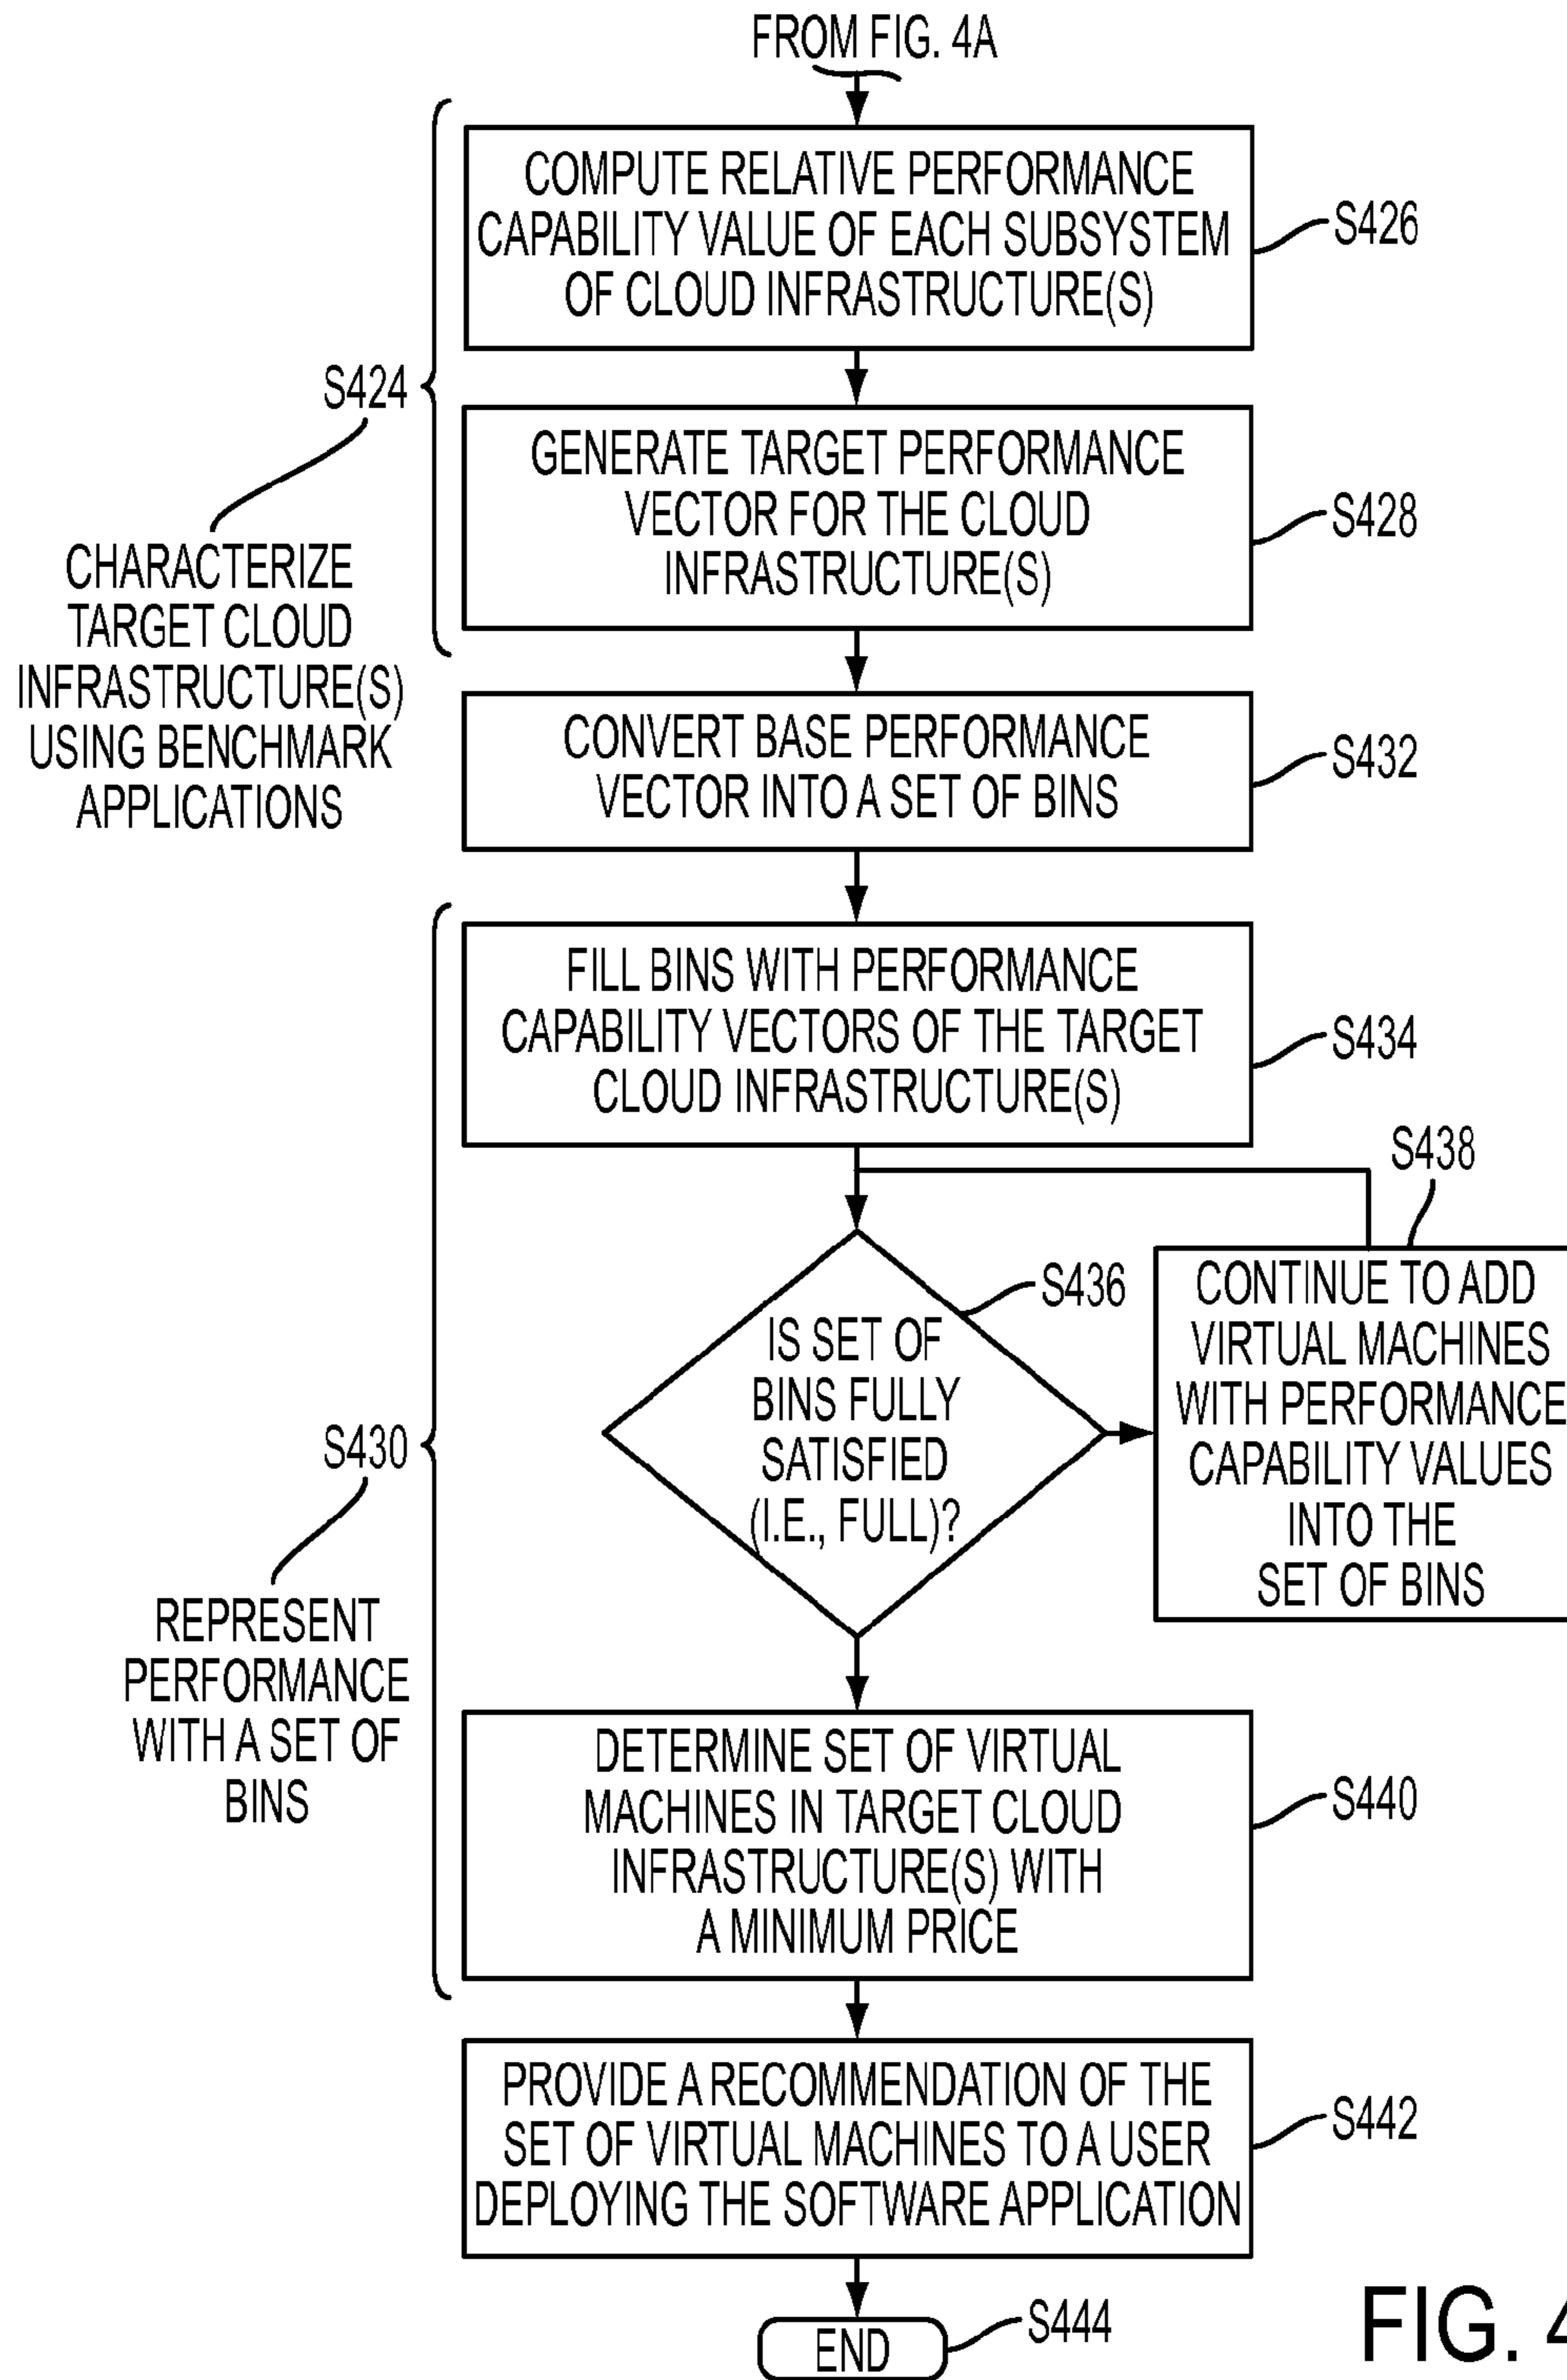 FROM FIG. 4A
COMPUTE RELATIVE PERFORMANCE
CAPABILITY VALUE OF EACH SUBSYSTEM
OF CLOUD INFRASTRUCTURE(S)
S426
S424
GENERATE TARGET PERFORMANCE
VECTOR FOR THE CLOUD
INFRASTRUCTURE(S)
S428
CHARACTERIZE
TARGET CLOUD
INFRASTRUCTURE(S)
USING BENCHMARK
APPLICATIONS
CONVERT BASE PERFORMANCE
VECTOR INTO A SET OF BINS
S432
FILL BINS WITH PERFORMANCE
CAPABILITY VECTORS OF THE TARGET
CLOUD INFRASTRUCTURE(S)
S434
S438
S436
IS SET OF
BINS FULLY
SATISFIED
(I.E., FULL)?
CONTINUE TO ADD
VIRTUAL MACHINES
WITH PERFORMANCE
CAPABILITY VALUES
INTO THE
SET OF BINS
S430
REPRESENT
PERFORMANCE
WITH A SET OF
BINS
DETERMINE SET OF VIRTUAL
MACHINES IN TARGET CLOUD
INFRASTRUCTURE(S) WITH
A MINIMUM PRICE
S440
PROVIDE A RECOMMENDATION OF THE
SET OF VIRTUAL MACHINES TO A USER
DEPLOYING THE SOFTWARE APPLICATION
S442
END
S444
FIG. 4